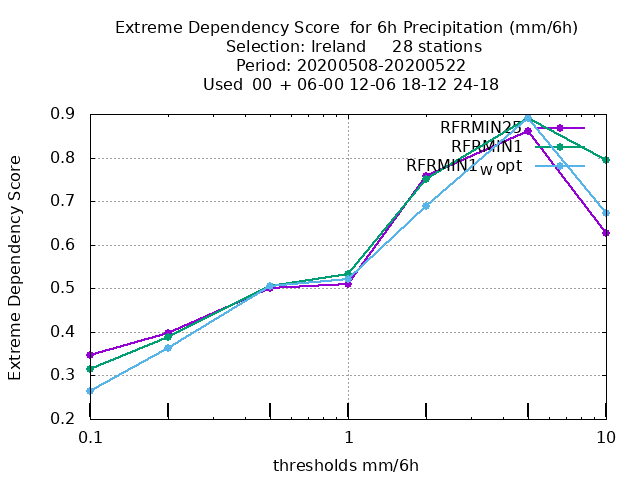 Extreme Dependency Score  for 6h Precipitation (mm/6h)
Selection: Ireland     28 stations
Period: 20200508-20200522
Used  00  + 06-00 12-06 18-12 24-18
Extreme Dependency Score
0.9
0.8
0.7
0.6
0.5
0.4
0.3
0.2
RFRMIN25
RFRMIN1
RFRMIN1W opt
0.1 1 10
thresholds mm/6h